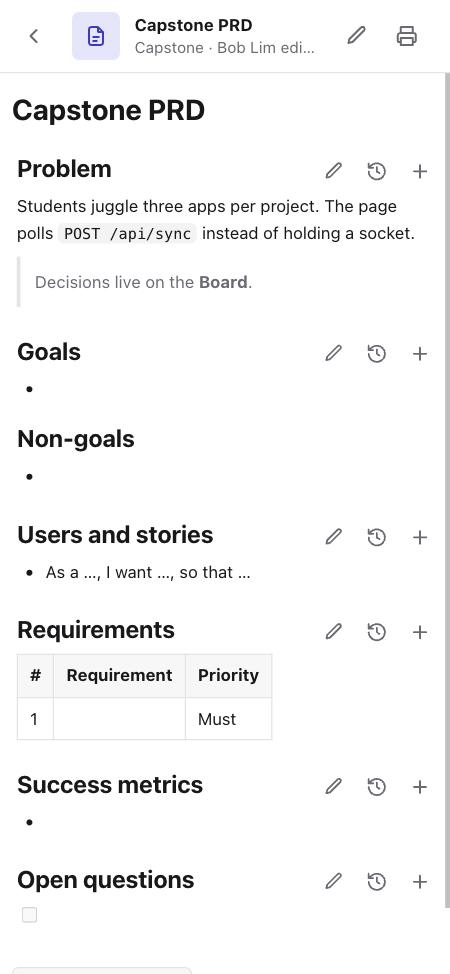 Capstone PRD
Capstone · Bob Lim edi...
Capstone PRD
Problem
Students juggle three apps per project. The page
polls POST /api/sync instead of holding a socket.
Decisions live on the Board.
Goals
•
Non-goals
•
Users and stories
• As a ..., I want ..., so that ...
Requirements
# Requirement Priority
1 Must
Success metrics
•
Open questions